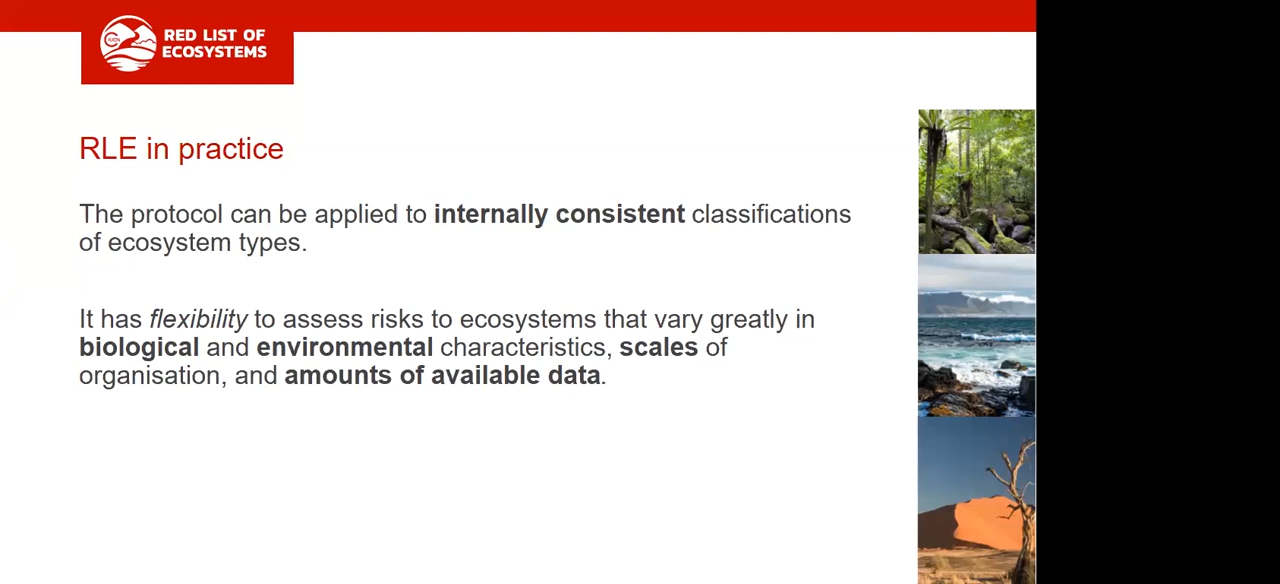 IUCN
RED LIST OF
ECOSYSTEMS
RLE in practice
The protocol can be applied to internally consistent classifications
of ecosystem types.
It has flexibility to assess risks to ecosystems that vary greatly in
biological and environmental characteristics, scales of
organisation, and amounts of available data.